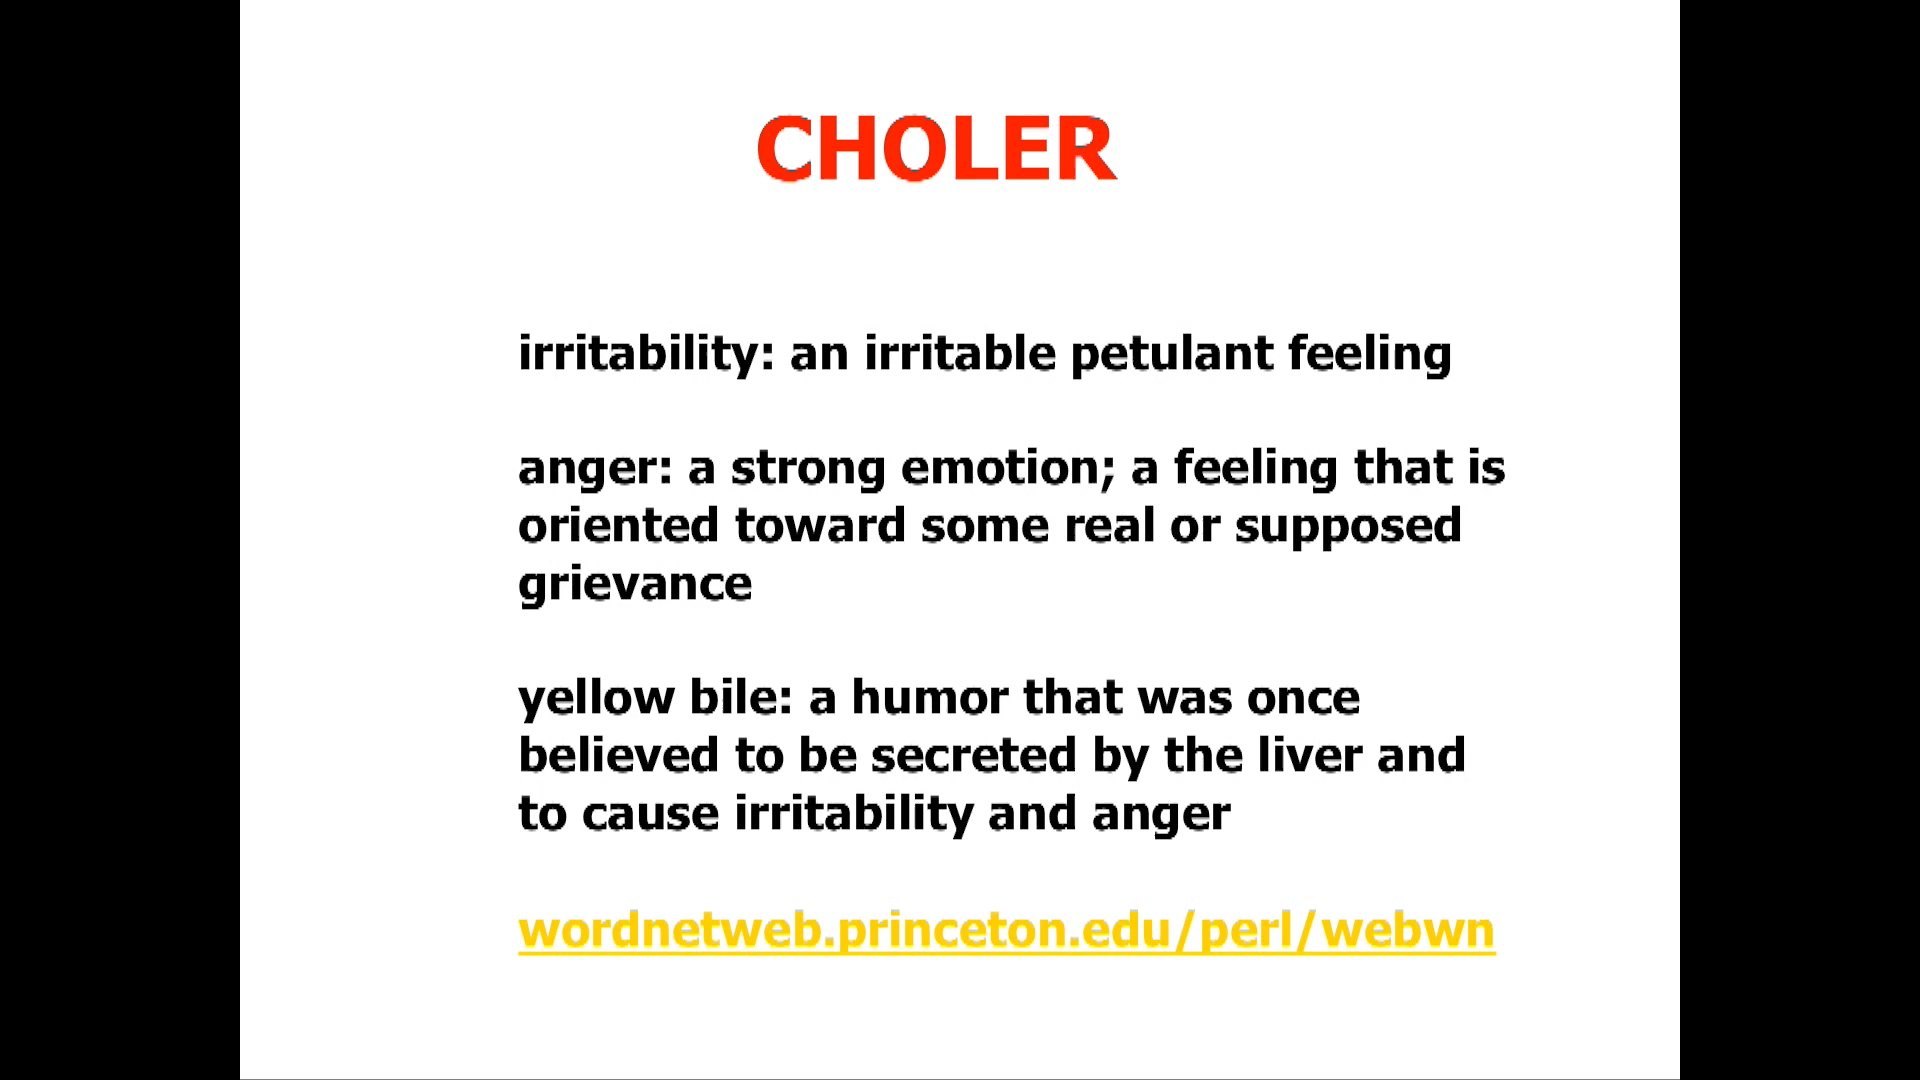 CHOLER
irritability: an irritable petulant feeling
anger: a strong emotion; a feeling that is
oriented toward some real or supposed
grievance
yellow bile: a humor that was once
believed to be secreted by the liver and
to cause irritability and anger
wordnetweb.princeton.edu/perl/webwn